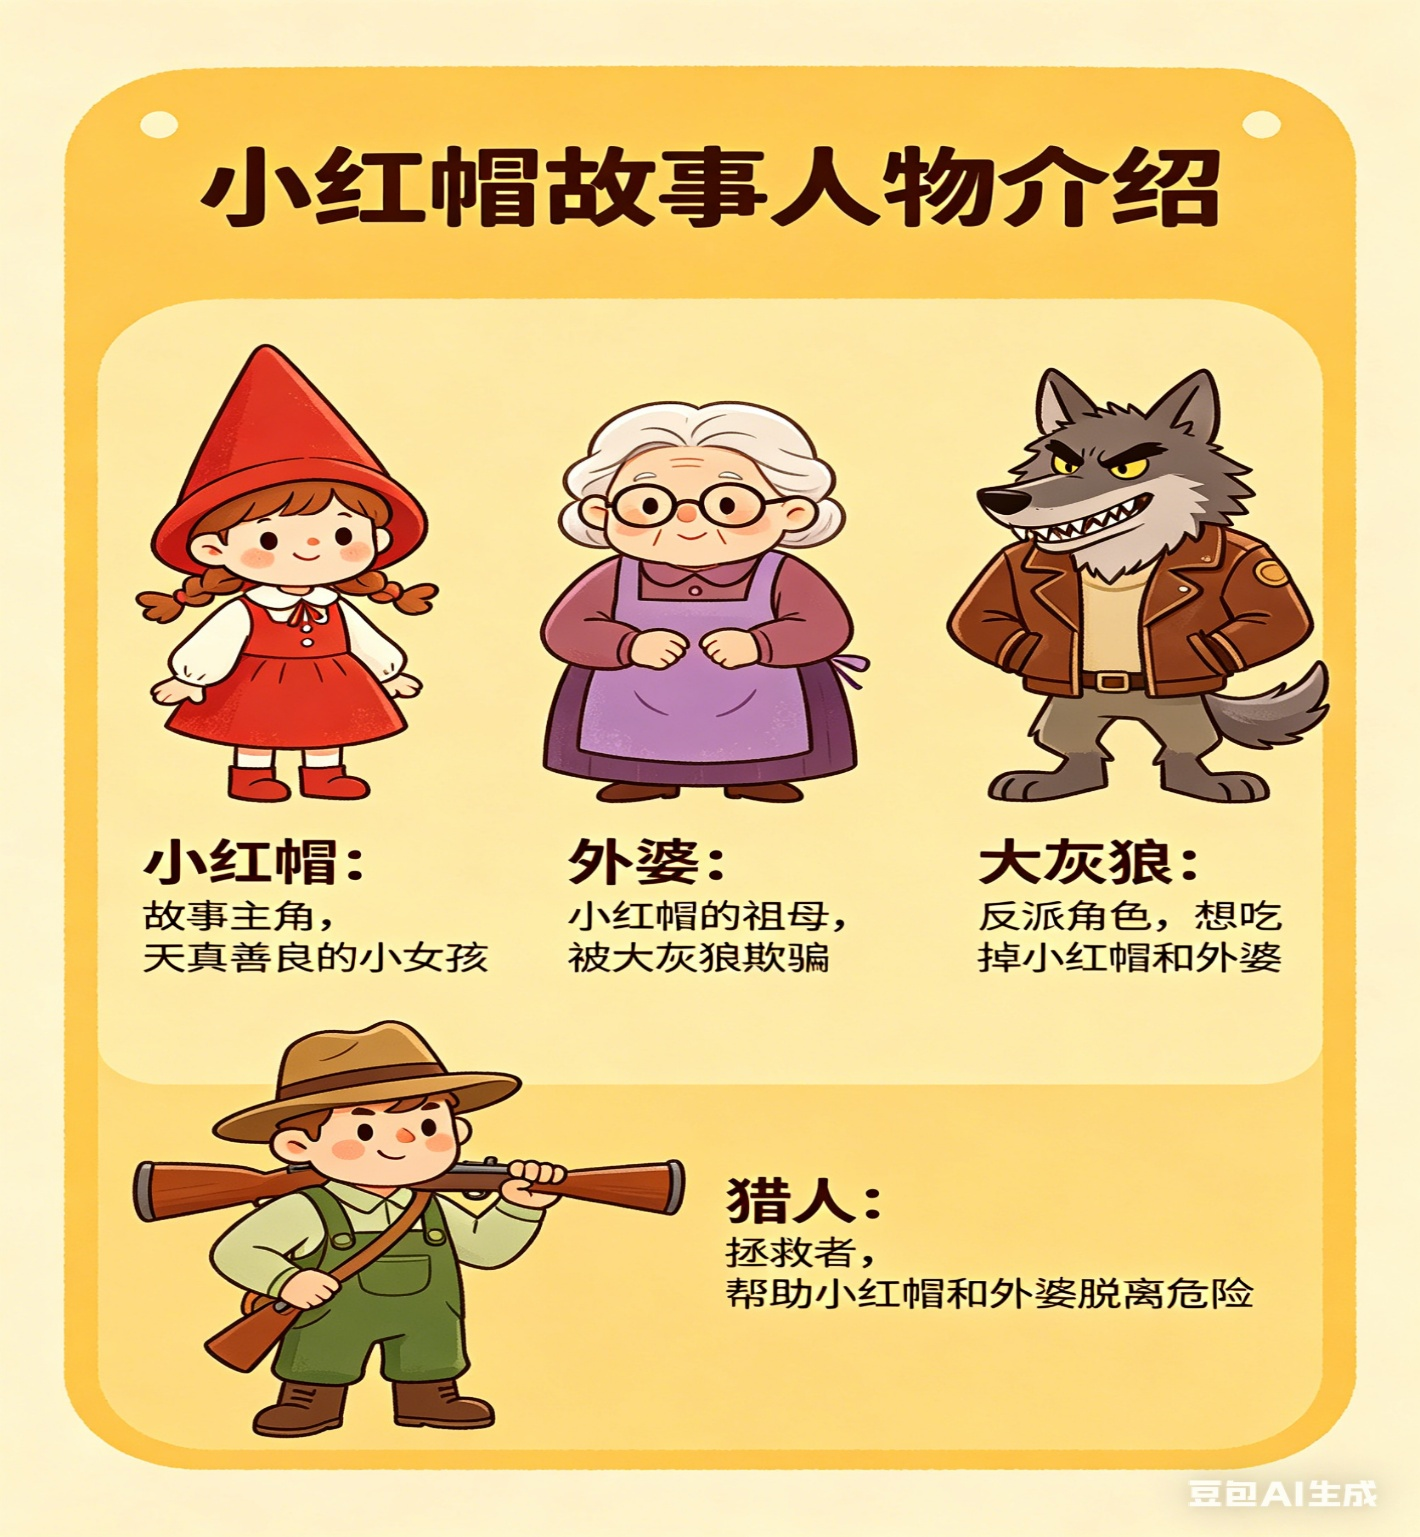 小红帽故事人物介绍
小红帽：
故事主角，
天真善良的小女孩
外婆：
小红帽的祖母，
被大灰狼欺骗
大灰狼：
反派角色，想吃
掉小红帽和外婆
猎人：
拯救者，
帮助小红帽和外婆脱离危险
豆包AI生成